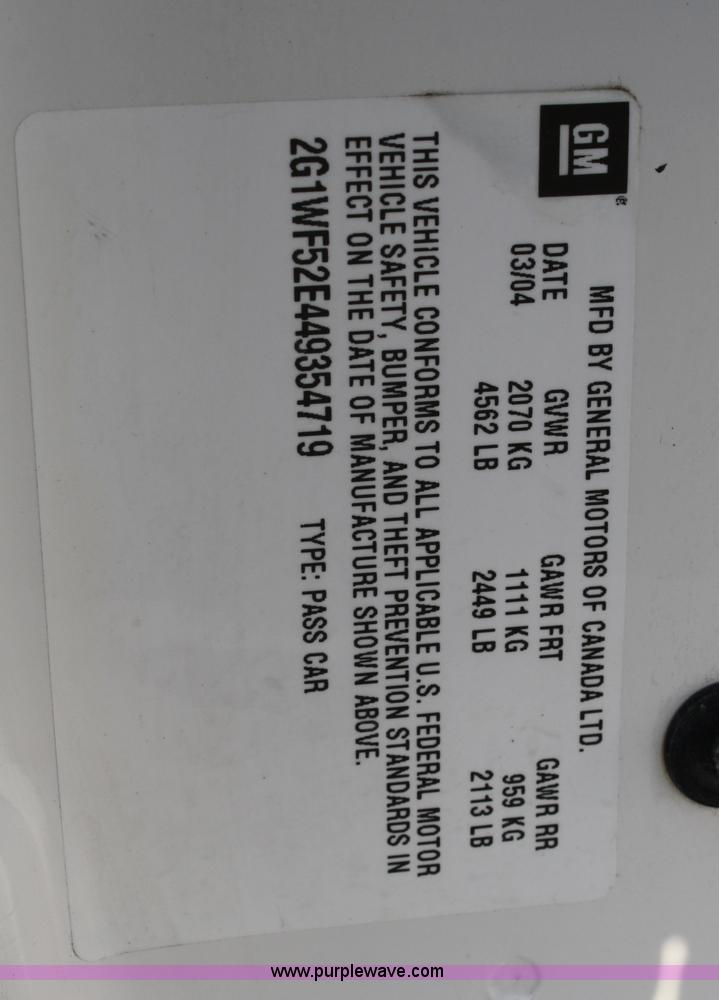 GM
MFD BY GENERAL MOTORS OF CANADA LTD.
DATE GVWR GAWR FRT GAWR RR
03/04 2070 KG 1111 KG 959 KG
4562 LB 2449 LB 2113 LB
THIS VEHICLE CONFORMS TO ALL APPLICABLE U.S. FEDERAL MOTOR
VEHICLE SAFETY, BUMPER, AND THEFT PREVENTION STANDARDS IN
EFFECT ON THE DATE OF MANUFACTURE SHOWN ABOVE.
2G1WF52E449354719 TYPE: PASS CAR
www.purplewave.com